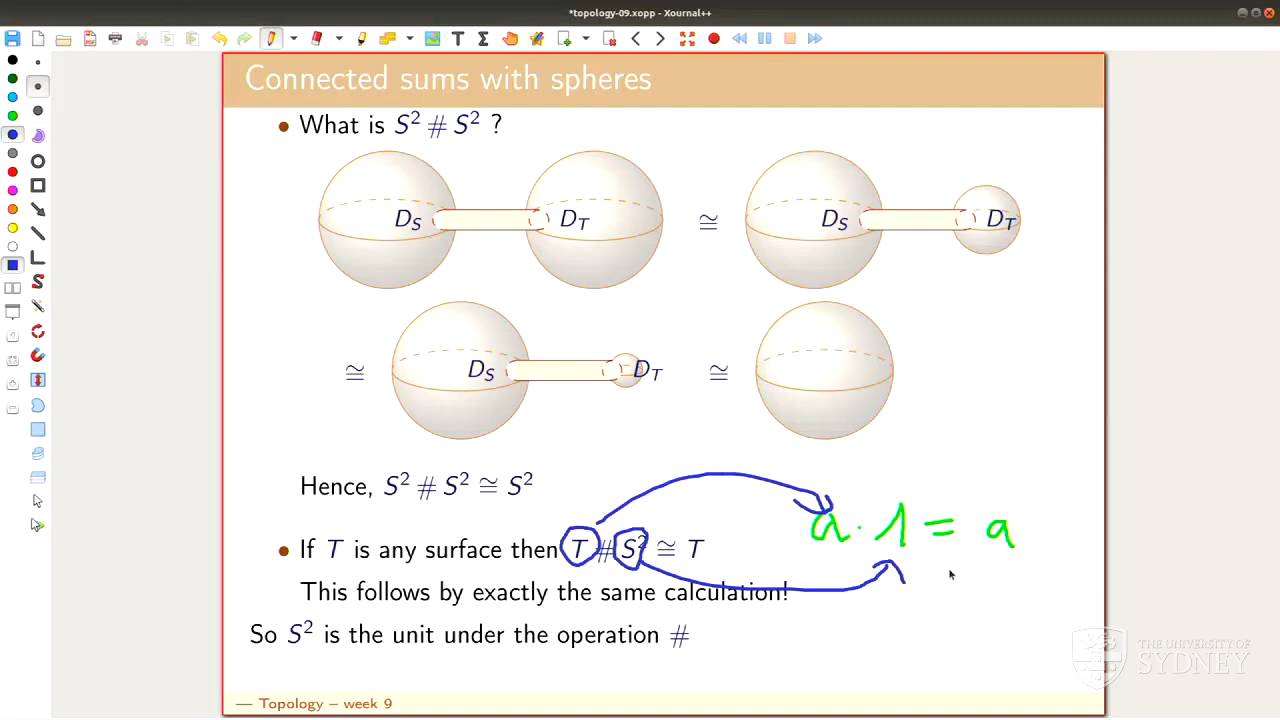 *topology-09.xopp - Xournal++
Connected sums with spheres
• What is S² # S² ?
D_S D_T ≅ D_S D_T
≅ D_S D_T ≅
Hence, S² # S² ≅ S²
a · 1 = a
• If T is any surface then T # S² ≅ T
This follows by exactly the same calculation!
So S² is the unit under the operation #
THE UNIVERSITY OF
SYDNEY
— Topology – week 9